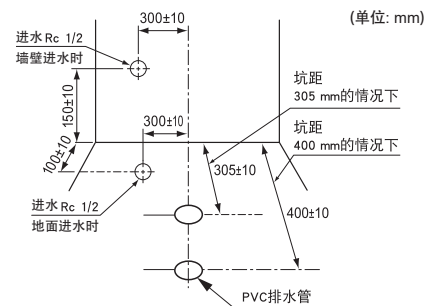 300±10
(单位: mm)
进水 Rc 1/2
墙壁进水时
150±10
300±10
坑距
305 mm的情况下
坑距
400 mm的情况下
100±10
305±10
进水 Rc 1/2
地面进水时
400±10
PVC排水管